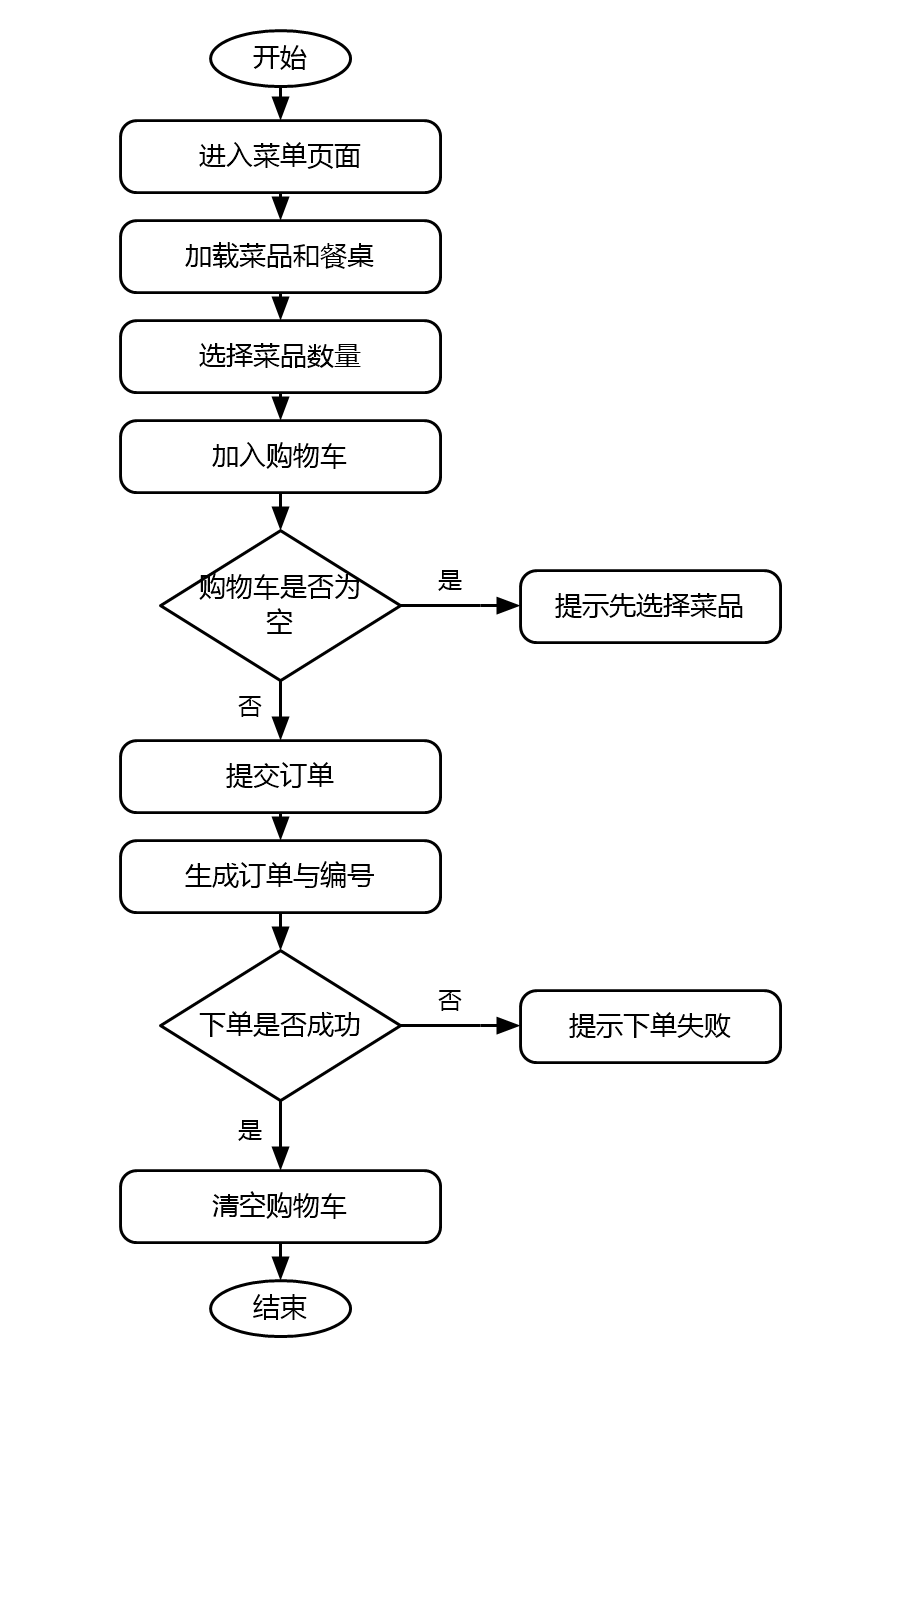 开始
进入菜单页面
加载菜品和餐桌
选择菜品数量
加入购物车
购物车是否为
空
是
提示先选择菜品
否
提交订单
生成订单与编号
下单是否成功
否
提示下单失败
是
清空购物车
结束